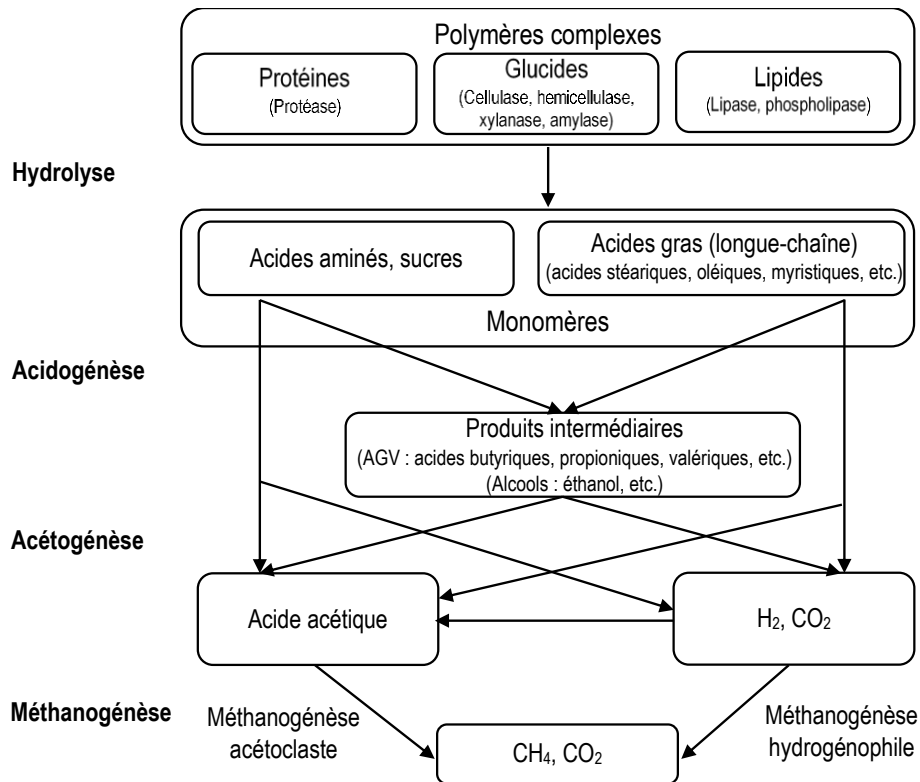 Polymères complexes
Protéines
(Protéase)
Glucides
(Cellulase, hemicellulase,
xylanase, amylase)
Lipides
(Lipase, phospholipase)
Hydrolyse
Acides aminés, sucres
Acides gras (longue-chaîne)
(acides stéariques, oléiques, myristiques, etc.)
Monomères
Acidogénèse
Produits intermédiaires
(AGV : acides butyriques, propioniques, valériques, etc.)
(Alcools : éthanol, etc.)
Acétogénèse
Acide acétique
H₂, CO₂
Méthanogénèse
Méthanogénèse
acétoclaste
CH₄, CO₂
Méthanogénèse
hydrogénophile